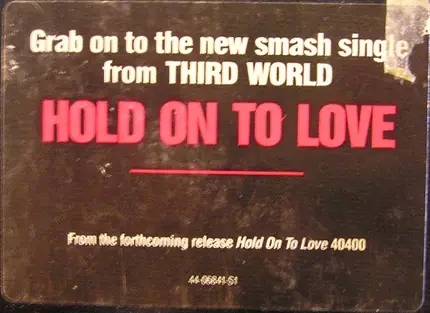 Grab on to the new smash single
from THIRD WORLD
HOLD ON TO LOVE
From the forthcoming release Hold On To Love 40400
44-06841-S1